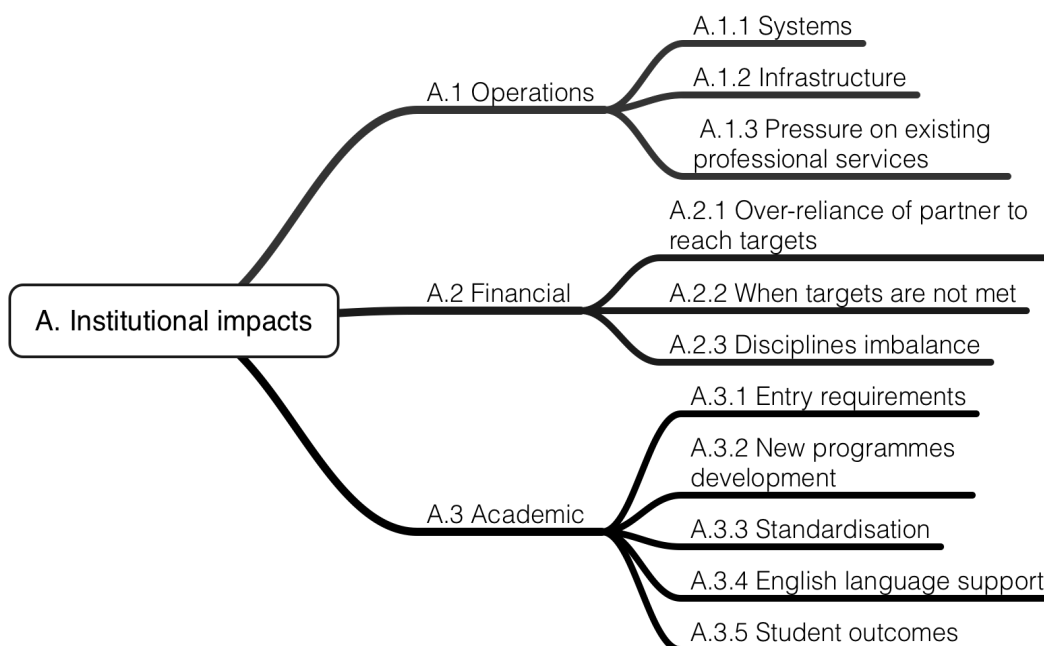 A. Institutional impacts
A.1 Operations
A.1.1 Systems
A.1.2 Infrastructure
A.1.3 Pressure on existing
professional services
A.2 Financial
A.2.1 Over-reliance of partner to
reach targets
A.2.2 When targets are not met
A.2.3 Disciplines imbalance
A.3 Academic
A.3.1 Entry requirements
A.3.2 New programmes
development
A.3.3 Standardisation
A.3.4 English language support
A.3.5 Student outcomes